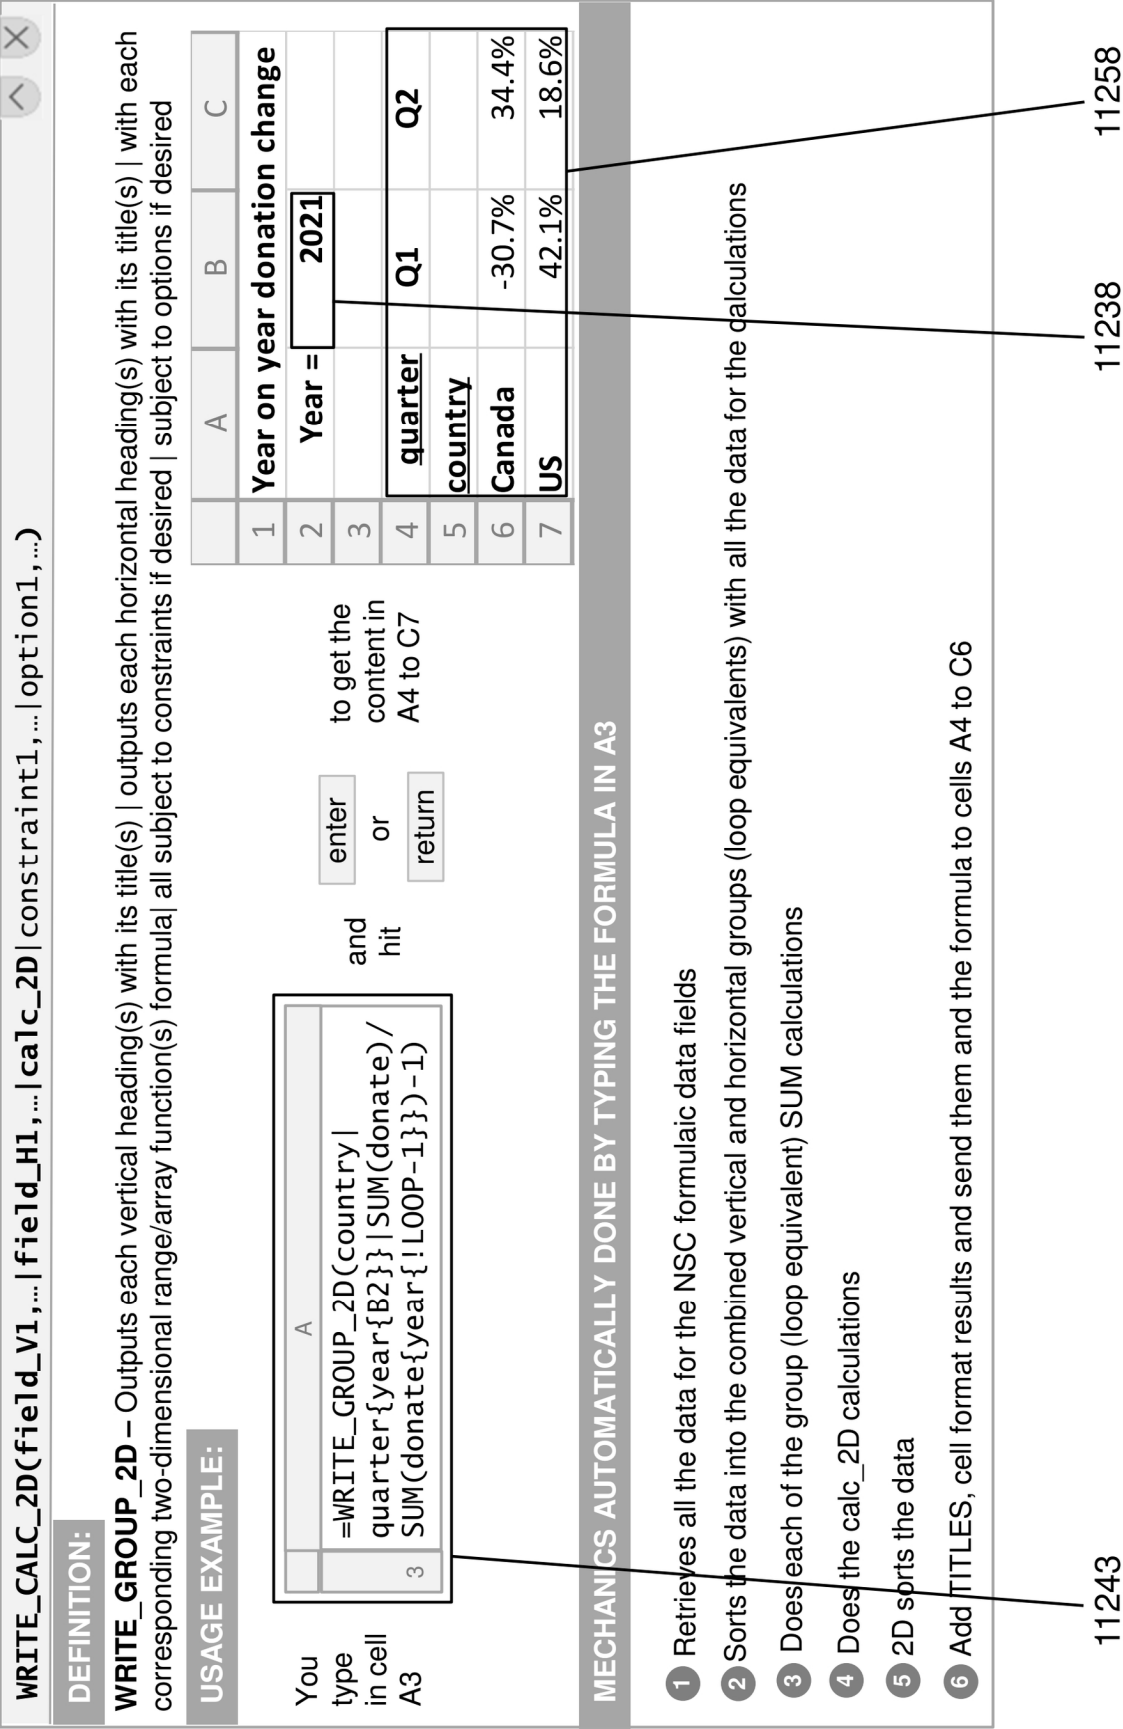 WRITE_CALC_2D(field_V1,…|field_H1,…|calc_2D|constraint1,…|option1,…)
DEFINITION:
WRITE_GROUP_2D – Outputs each vertical heading(s) with its title(s) | outputs each horizontal heading(s) with its title(s) | with each
corresponding two-dimensional range/array function(s) formula| all subject to constraints if desired | subject to options if desired
USAGE EXAMPLE:
You
type
in cell
A3
A
3
=WRITE_GROUP_2D(country|
quarter{year{B2}}|SUM(donate)/
SUM(donate{year{!LOOP-1}})-1)
and
hit
enter
or
return
to get the
content in
A4 to C7
A B C
1 Year on year donation change
2 Year = 2021
3
4 quarter Q1 Q2
5 country
6 Canada -30.7% 34.4%
7 US 42.1% 18.6%
MECHANICS AUTOMATICALLY DONE BY TYPING THE FORMULA IN A3
1 Retrieves all the data for the NSC formulaic data fields
2 Sorts the data into the combined vertical and horizontal groups (loop equivalents) with all the data for the calculations
3 Does each of the group (loop equivalent) SUM calculations
4 Does the calc_2D calculations
5 2D sorts the data
6 Add TITLES, cell format results and send them and the formula to cells A4 to C6
11243
11238
11258